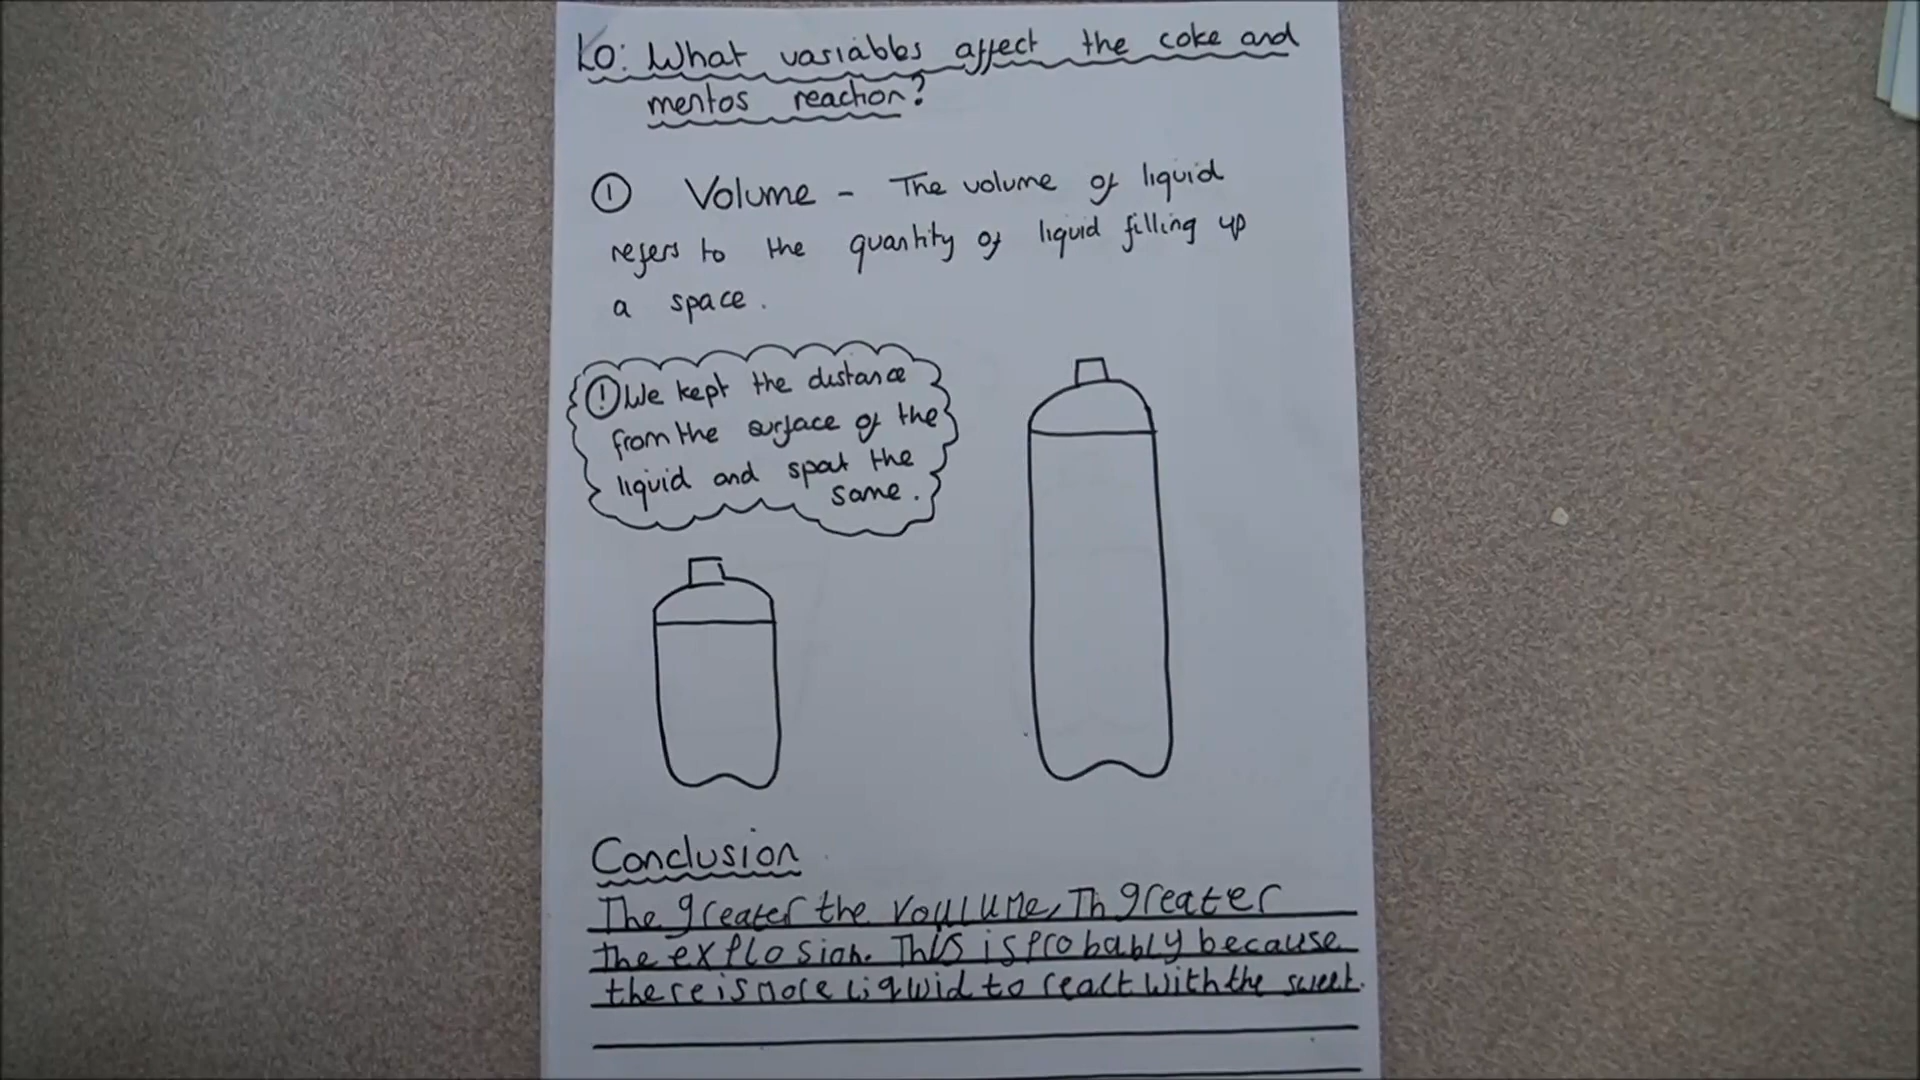 LO: What variables affect the coke and
mentos reaction?
① Volume - The volume of liquid
refers to the quantity of liquid filling up
a space.
! We kept the distance
from the surface of the
liquid and spout the
same.
Conclusion
The greater the voulume, Th greater
the explosion. This is probably because
there is more liqwid to react with the sweet.